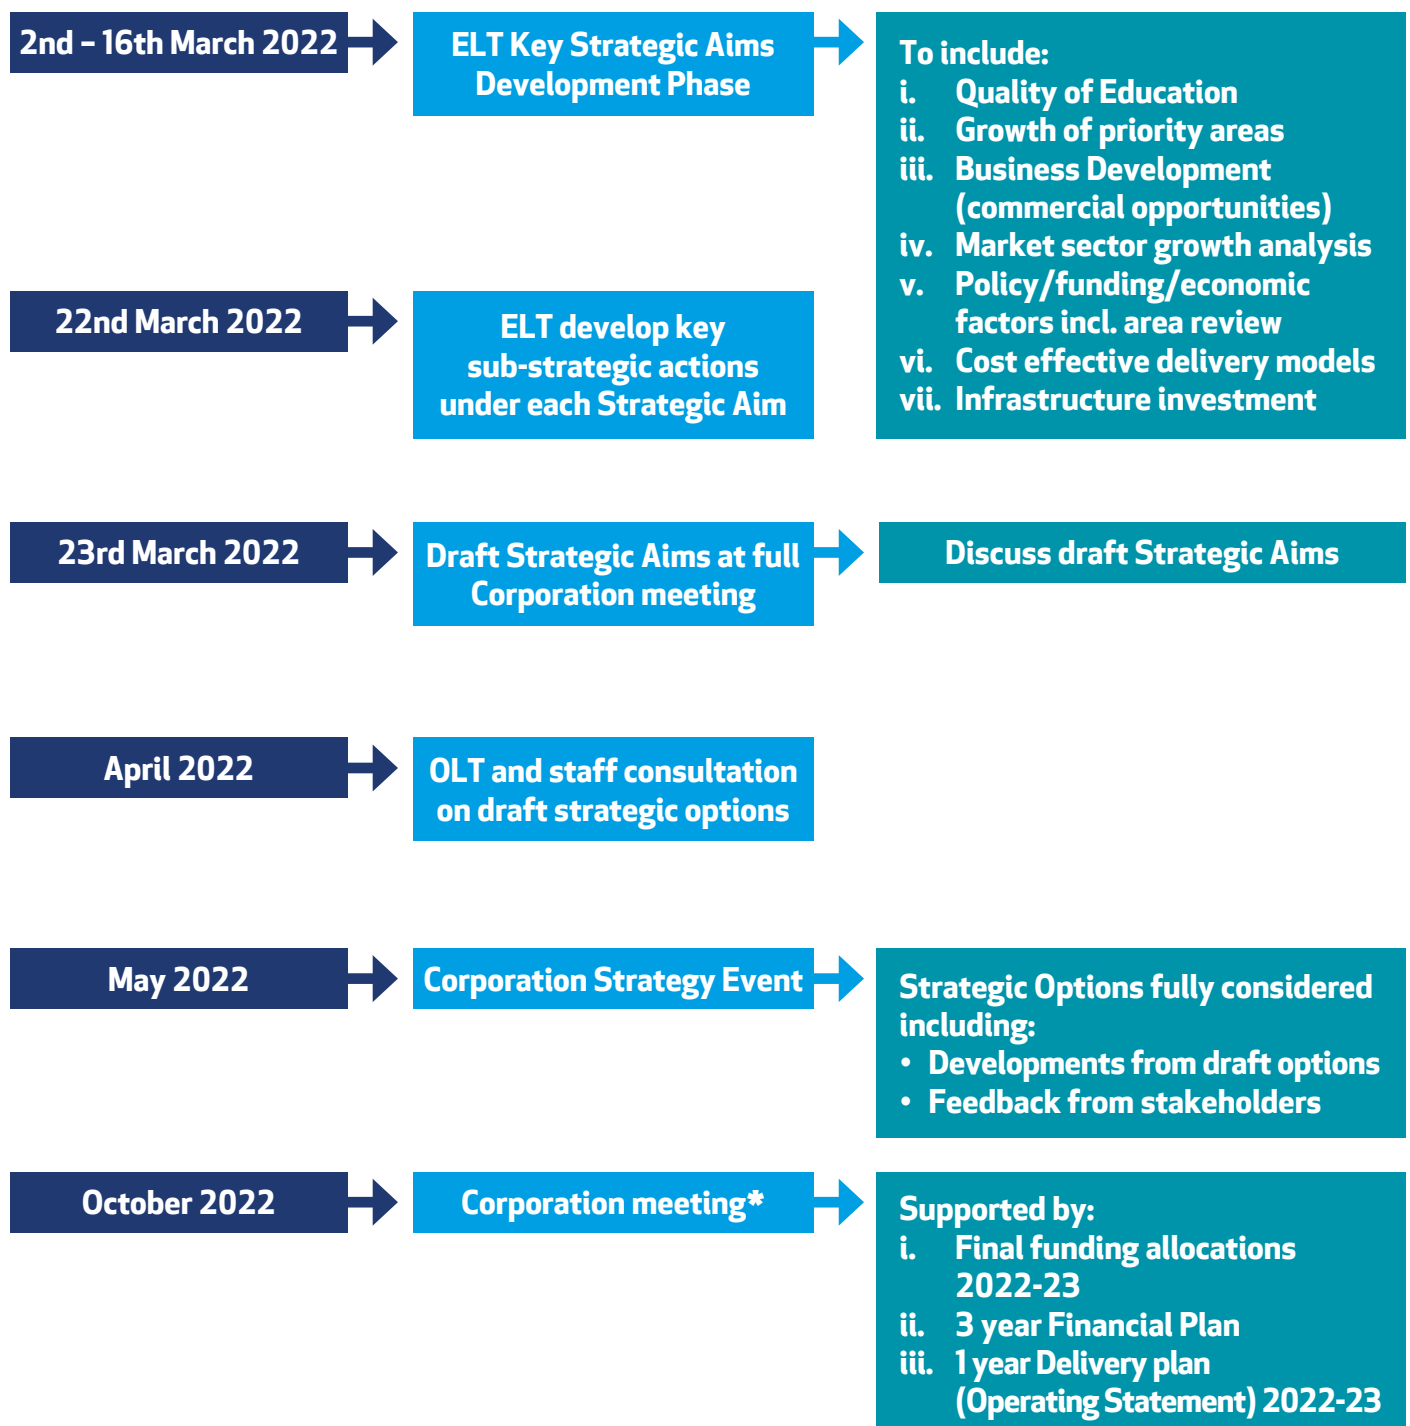 2nd – 16th March 2022
ELT Key Strategic Aims
Development Phase
To include:
i. Quality of Education
ii. Growth of priority areas
iii. Business Development
(commercial opportunities)
iv. Market sector growth analysis
v. Policy/funding/economic
factors incl. area review
vi. Cost effective delivery models
vii. Infrastructure investment
22nd March 2022
ELT develop key
sub-strategic actions
under each Strategic Aim
23rd March 2022
Draft Strategic Aims at full
Corporation meeting
Discuss draft Strategic Aims
April 2022
OLT and staff consultation
on draft strategic options
May 2022
Corporation Strategy Event
Strategic Options fully considered
including:
• Developments from draft options
• Feedback from stakeholders
October 2022
Corporation meeting*
Supported by:
i. Final funding allocations
2022-23
ii. 3 year Financial Plan
iii. 1 year Delivery plan
(Operating Statement) 2022-23